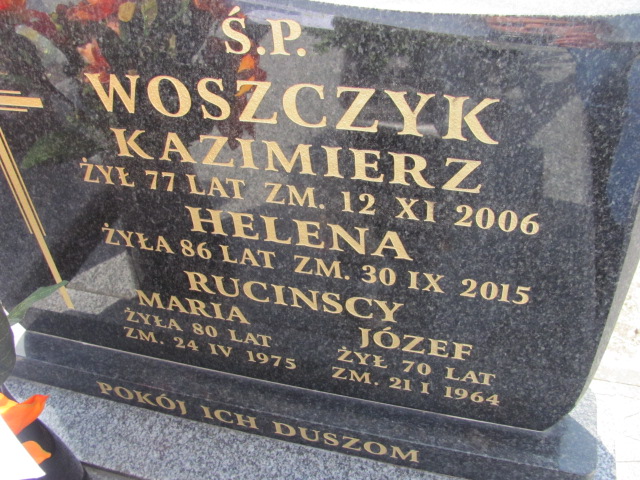 Ś.P.
WOSZCZYK
KAZIMIERZ
ŻYŁ 77 LAT ZM. 12 XI 2006
HELENA
ŻYŁA 86 LAT ZM. 30 IX 2015
RUCINSCY
MARIA
ŻYŁA 80 LAT
ZM. 24 IV 1975
JÓZEF
ŻYŁ 70 LAT
ZM. 21 I 1964
POKÓJ ICH DUSZOM